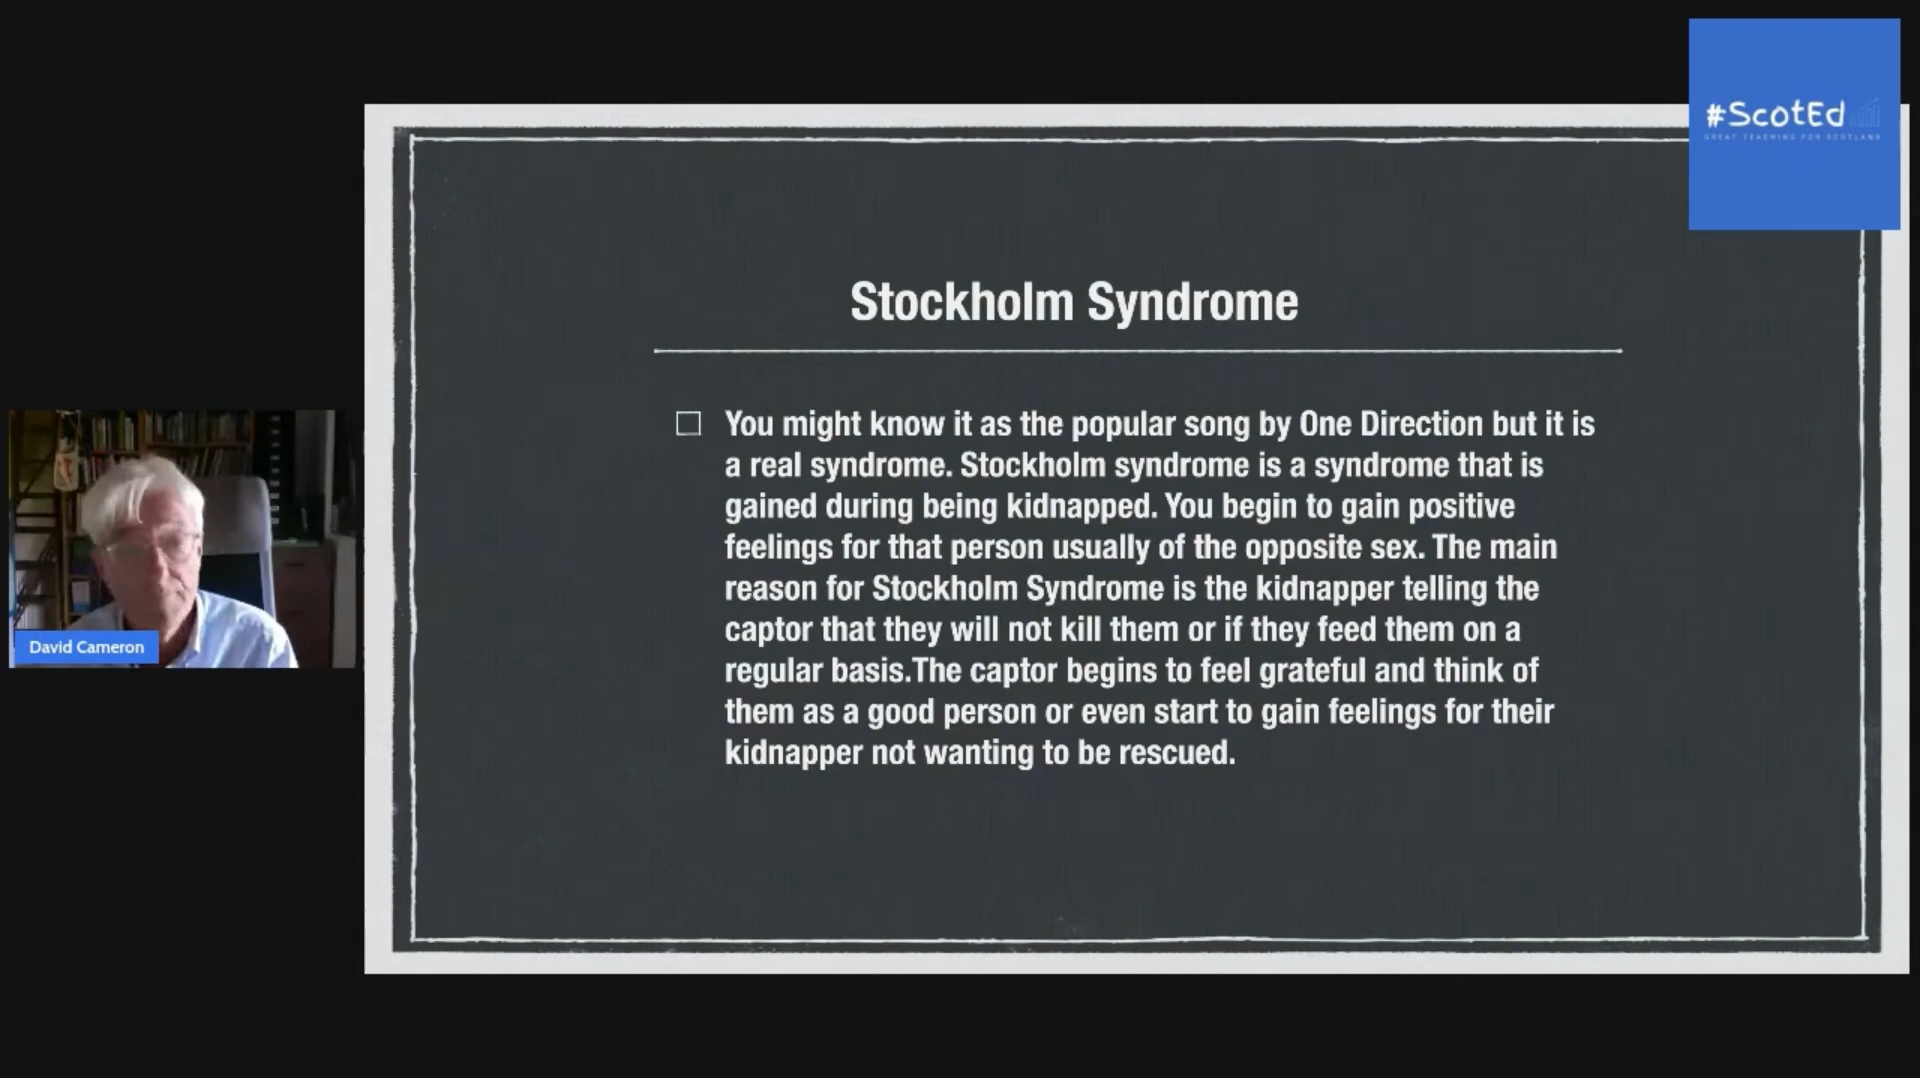 #ScotEd
GREAT TEACHING FOR SCOTLAND
Stockholm Syndrome
You might know it as the popular song by One Direction but it is
a real syndrome. Stockholm syndrome is a syndrome that is
gained during being kidnapped. You begin to gain positive
feelings for that person usually of the opposite sex. The main
reason for Stockholm Syndrome is the kidnapper telling the
captor that they will not kill them or if they feed them on a
regular basis.The captor begins to feel grateful and think of
them as a good person or even start to gain feelings for their
kidnapper not wanting to be rescued.
David Cameron